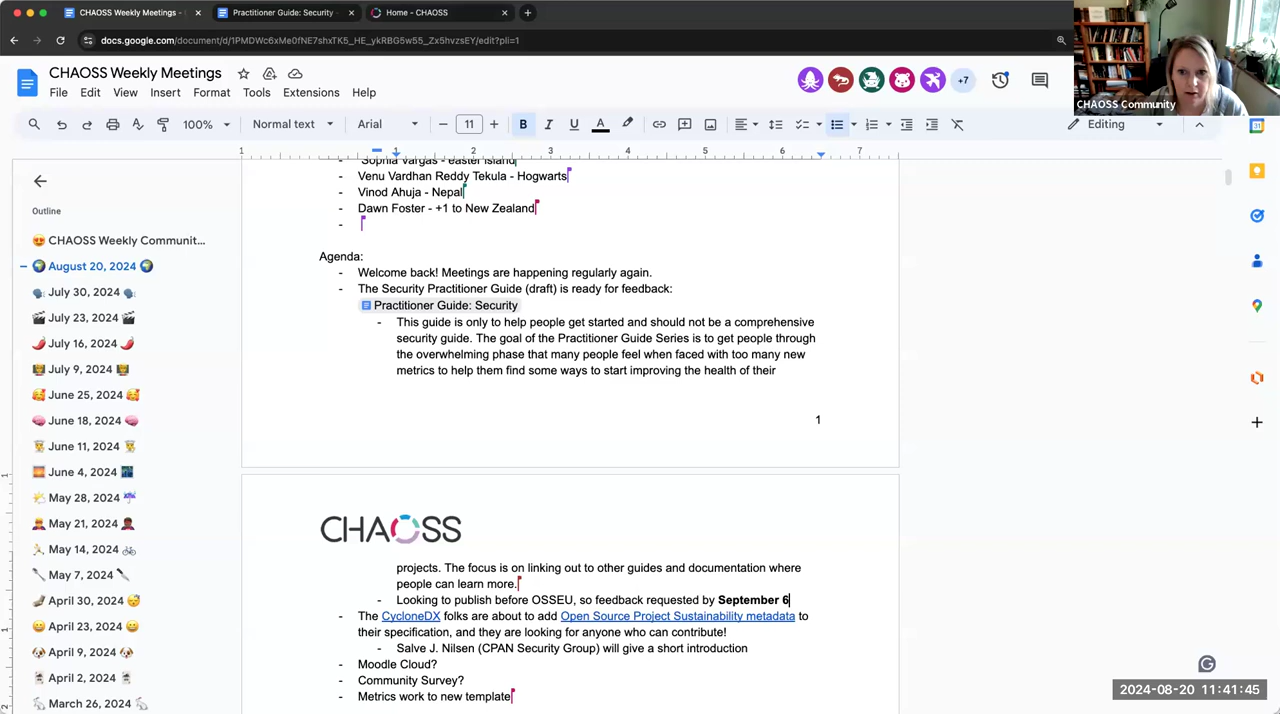 CHAOSS Weekly Meetings -
Practitioner Guide: Security
Home - CHAOSS
docs.google.com/document/d/1PMDWc6xMe0fNE7shxTK5_HE_ykRBG5w55_Zx5hvzsEY/edit?pli=1
CHAOSS Weekly Meetings
File Edit View Insert Format Tools Extensions Help
+7
CHAOSS Community
100% Normal text Arial 11 Editing
1 1 2 3 4 5 6 7
Outline
CHAOSS Weekly Communit...
August 20, 2024
July 30, 2024
July 23, 2024
July 16, 2024
July 9, 2024
June 25, 2024
June 18, 2024
June 11, 2024
June 4, 2024
May 28, 2024
May 21, 2024
May 14, 2024
May 7, 2024
April 30, 2024
April 23, 2024
April 9, 2024
April 2, 2024
March 26, 2024
- Sophia Vargas - easter island
- Venu Vardhan Reddy Tekula - Hogwarts
- Vinod Ahuja - Nepal
- Dawn Foster - +1 to New Zealand
-
Agenda:
- Welcome back! Meetings are happening regularly again.
- The Security Practitioner Guide (draft) is ready for feedback:
Practitioner Guide: Security
- This guide is only to help people get started and should not be a comprehensive
security guide. The goal of the Practitioner Guide Series is to get people through
the overwhelming phase that many people feel when faced with too many new
metrics to help them find some ways to start improving the health of their
1
CHAOSS
projects. The focus is on linking out to other guides and documentation where
people can learn more.
- Looking to publish before OSSEU, so feedback requested by September 6
- The CycloneDX folks are about to add Open Source Project Sustainability metadata to
their specification, and they are looking for anyone who can contribute!
- Salve J. Nilsen (CPAN Security Group) will give a short introduction
- Moodle Cloud?
- Community Survey?
- Metrics work to new template
2024-08-20 11:41:45